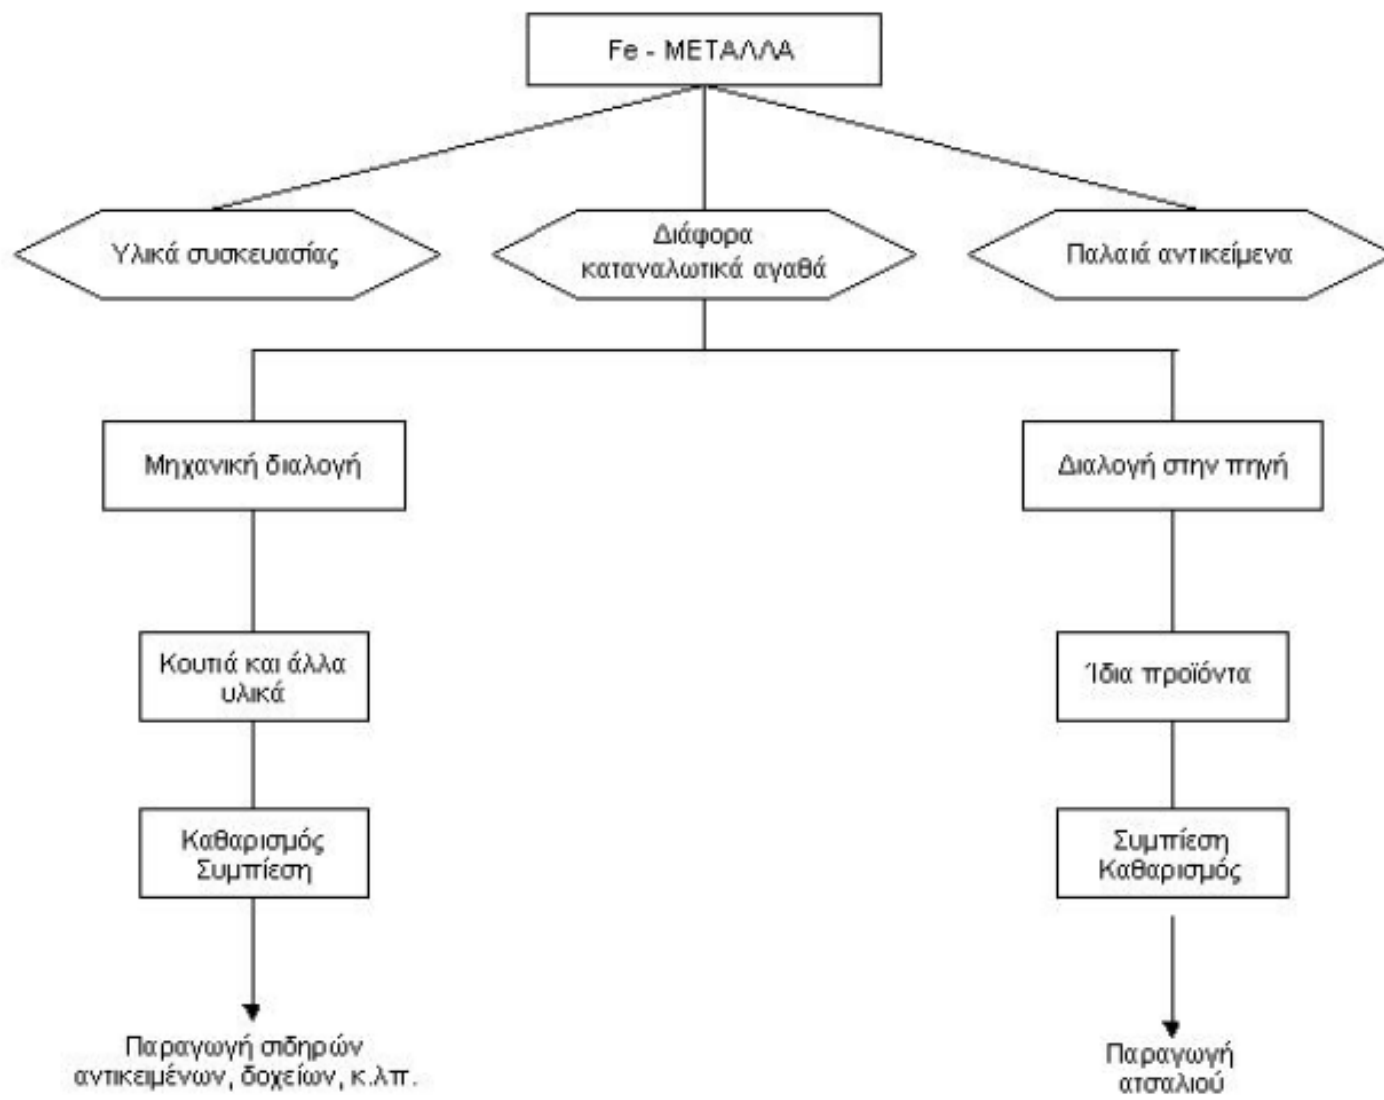 Fe - ΜΕΤΑΛΛΑ
Υλικά συσκευασίας
Διάφορα
καταναλωτικά αγαθά
Παλαιά αντικείμενα
Μηχανική διαλογή
Διαλογή στην πηγή
Κουτιά και άλλα
υλικά
Ίδια προϊόντα
Καθαρισμός
Συμπίεση
Συμπίεση
Καθαρισμός
Παραγωγή σιδηρών
αντικειμένων, δοχείων, κ.λπ.
Παραγωγή
ατσαλιού